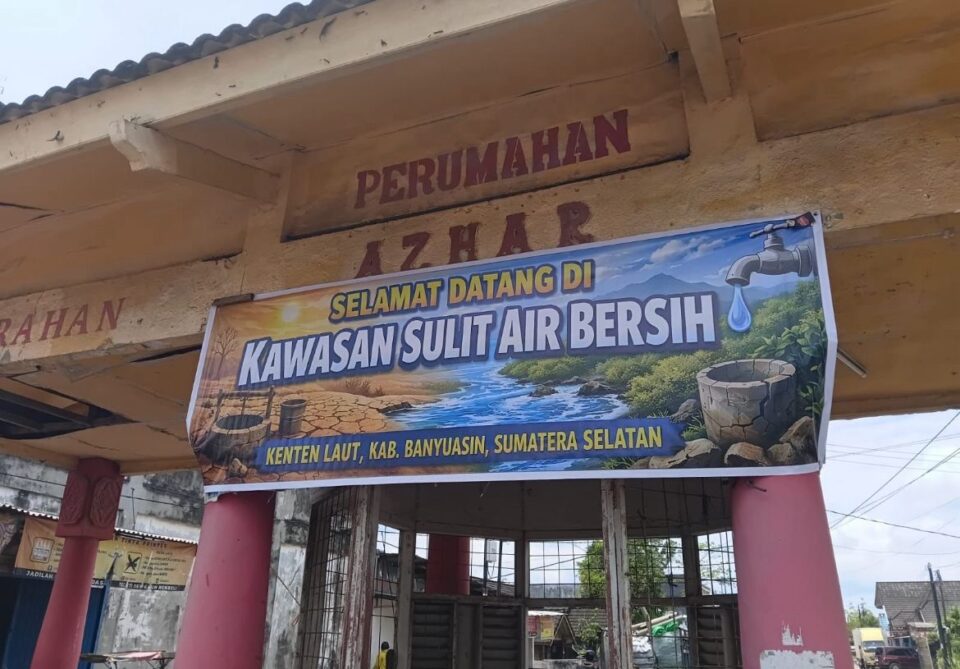 PERUMAHAN
AZHAR
RAHAN
SELAMAT DATANG DI
KAWASAN SULIT AIR BERSIH
KENTEN LAUT, KAB. BANYUASIN, SUMATERA SELATAN